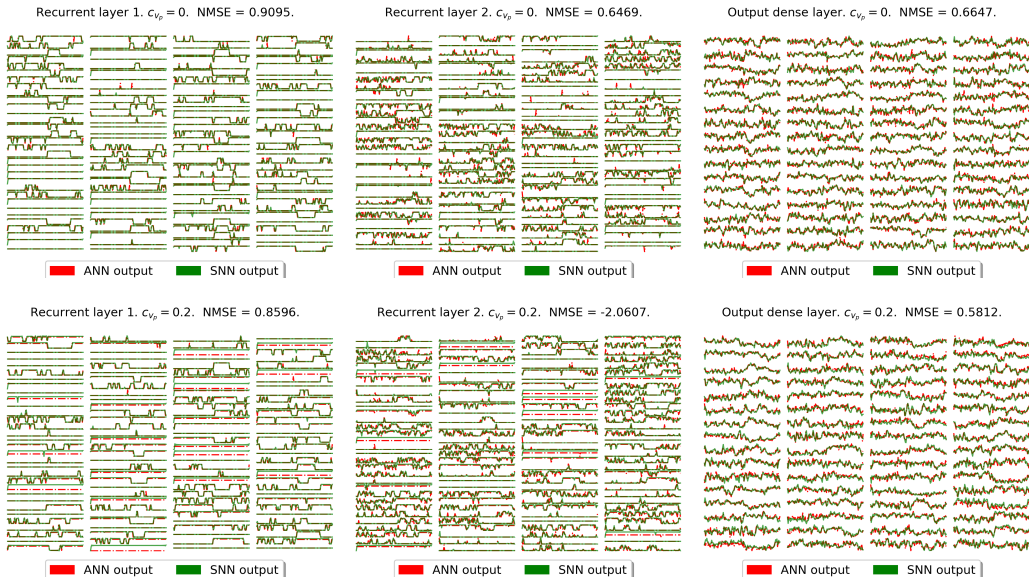 Recurrent layer 1. c_{v_p} = 0. NMSE = 0.9095.
Recurrent layer 2. c_{v_p} = 0. NMSE = 0.6469.
Output dense layer. c_{v_p} = 0. NMSE = 0.6647.
ANN output SNN output
ANN output SNN output
ANN output SNN output
Recurrent layer 1. c_{v_p} = 0.2. NMSE = 0.8596.
Recurrent layer 2. c_{v_p} = 0.2. NMSE = -2.0607.
Output dense layer. c_{v_p} = 0.2. NMSE = 0.5812.
ANN output SNN output
ANN output SNN output
ANN output SNN output